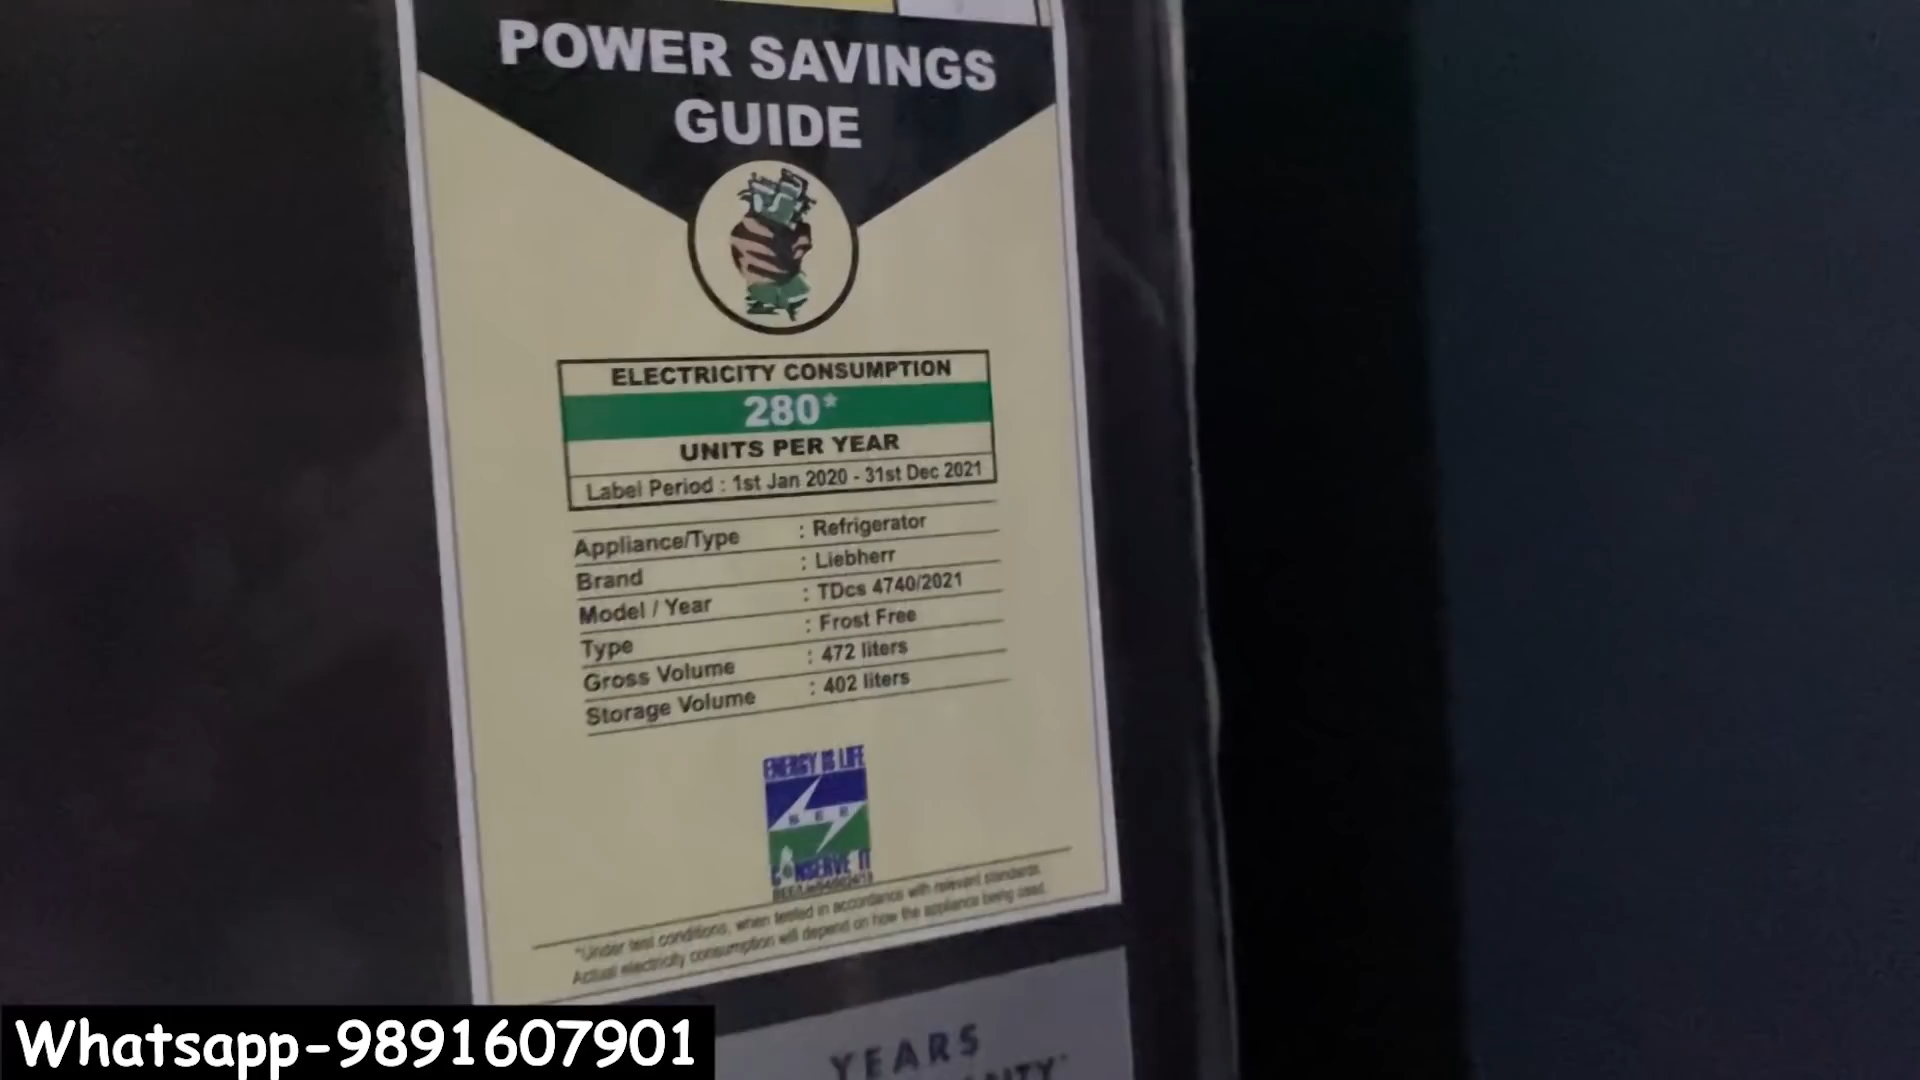 POWER SAVINGS
GUIDE
ELECTRICITY CONSUMPTION
280*
UNITS PER YEAR
Label Period : 1st Jan 2020 - 31st Dec 2021
Appliance/Type : Refrigerator
Brand : Liebherr
Model / Year : TDcs 4740/2021
Type : Frost Free
Gross Volume : 472 liters
Storage Volume : 402 liters
ENERGY IS LIFE
CONSERVE IT
*Under test conditions, when tested in accordance with relevant standards.
Actual electricity consumption will depend on how the appliance being used.
YEARS
Whatsapp-9891607901